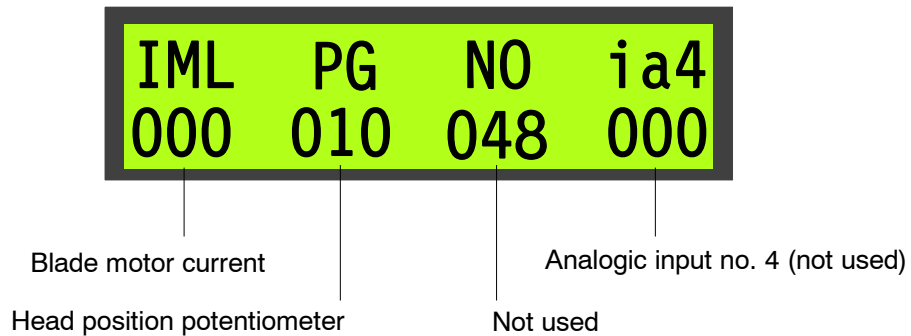 IML PG NO ia4
000 010 048 000
Blade motor current
Analogic input no. 4 (not used)
Head position potentiometer
Not used